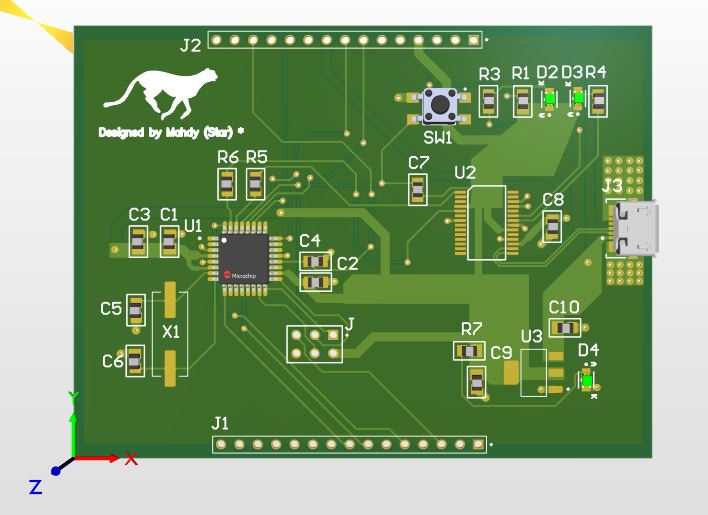 J2
R3 R1 D2 D3 R4
Designed by Mahdy (Star) *
SW1
R6 R5
C7
U2
J3
C3 C1
U1
C8
C4
C2
Microchip
C5
X1
C10
J
R7
U3
C6
C9
D4
Y
J1
X
Z